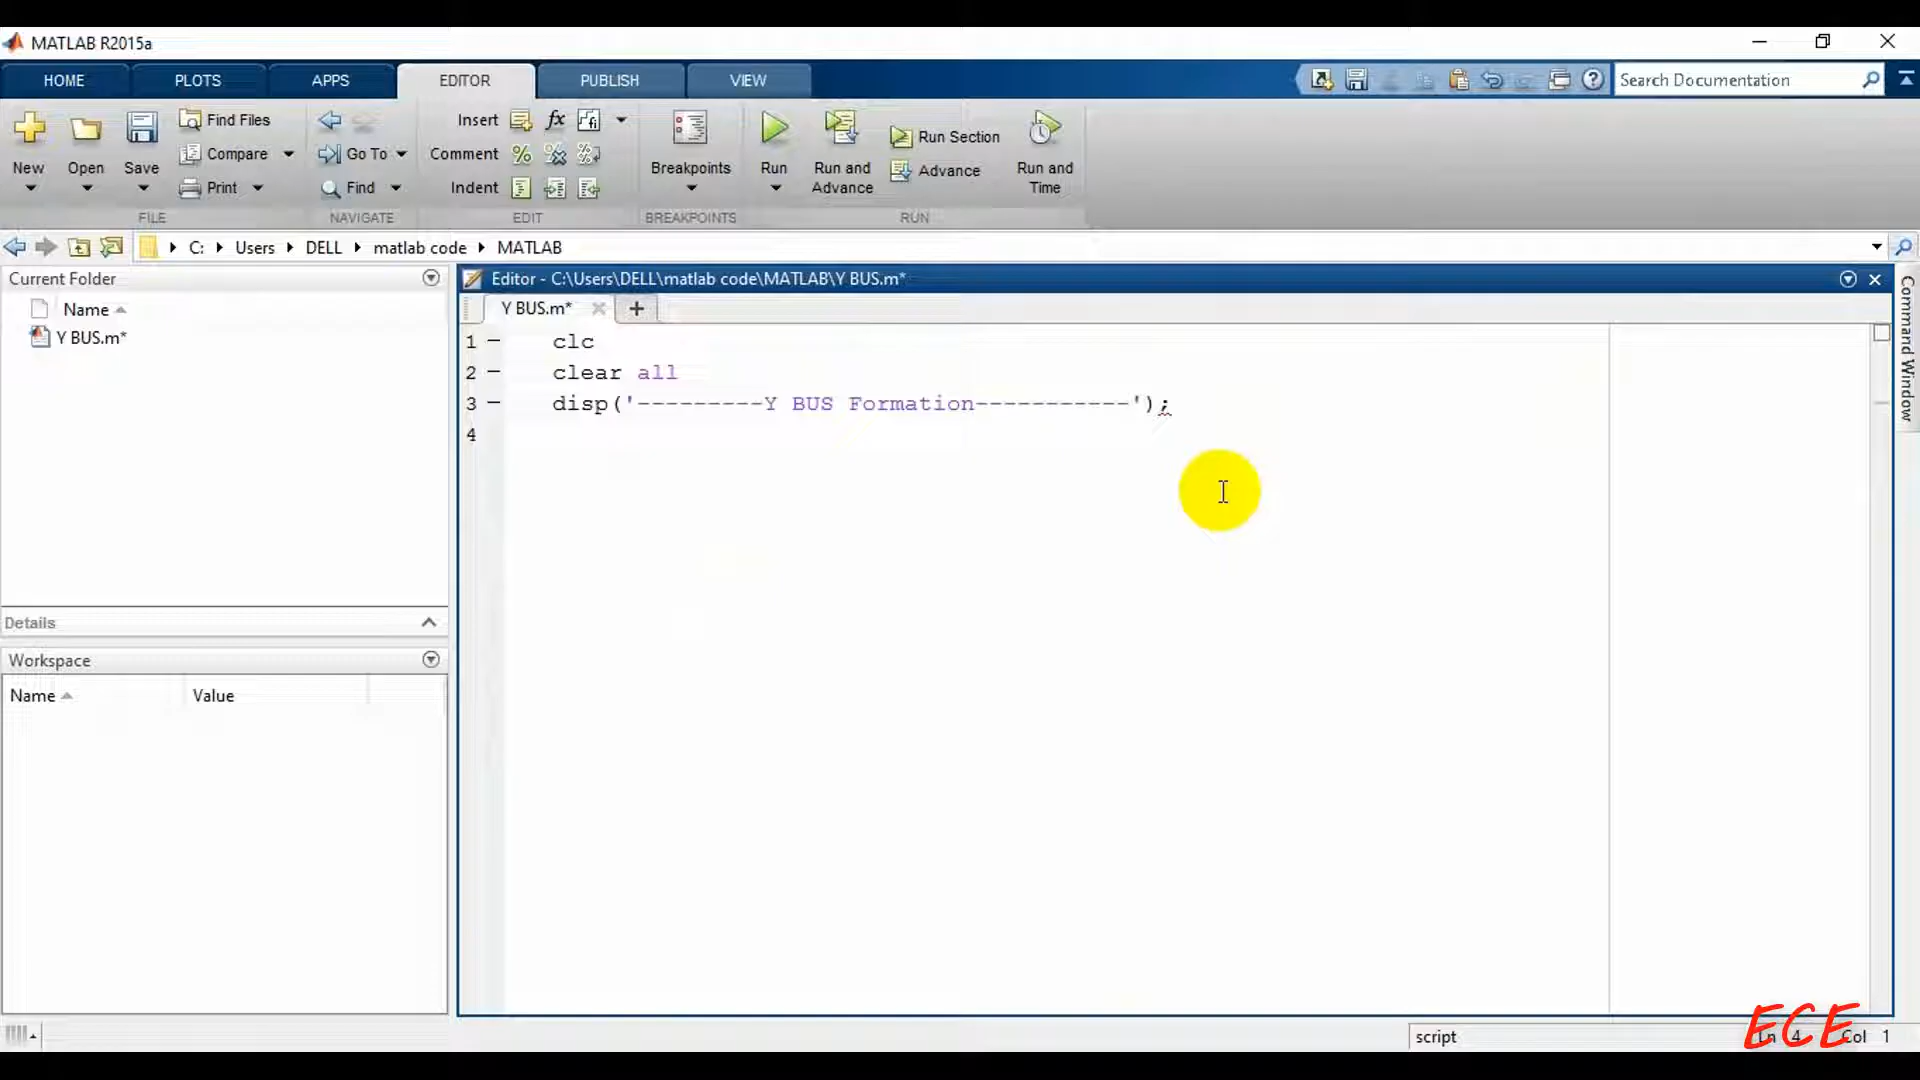 MATLAB R2015a
HOME PLOTS APPS EDITOR PUBLISH VIEW Search Documentation
New Open Save Find Files Compare Print
FILE
Go To Find
NAVIGATE
Insert fx
Comment
Indent
EDIT
Breakpoints
BREAKPOINTS
Run Run and Advance Run Section Advance Run and Time
RUN
C: Users DELL matlab code MATLAB
Current Folder
Name
Y BUS.m*
Details
Workspace
Name Value
Editor - C:\Users\DELL\matlab code\MATLAB\Y BUS.m*
Y BUS.m*
1 clc
2 clear all
3 disp('---------Y BUS Formation-----------');
4
Command Window
script Ln 4 Col 1
ECE